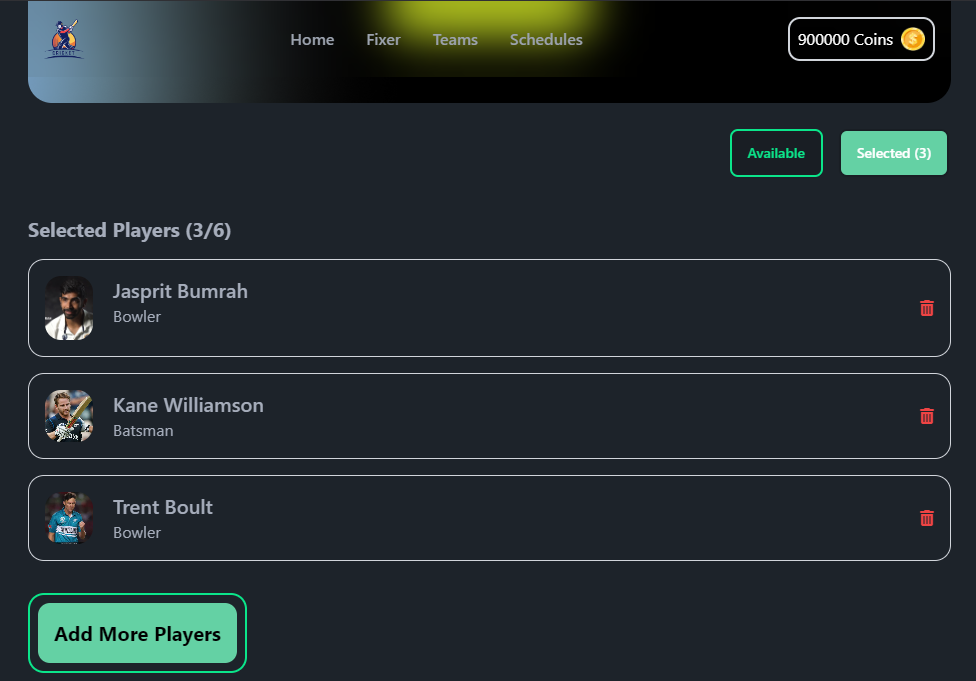 Home Fixer Teams Schedules 900000 Coins
CRICKET
Available Selected (3)
Selected Players (3/6)
Jasprit Bumrah
Bowler
Kane Williamson
Batsman
Trent Boult
Bowler
Add More Players